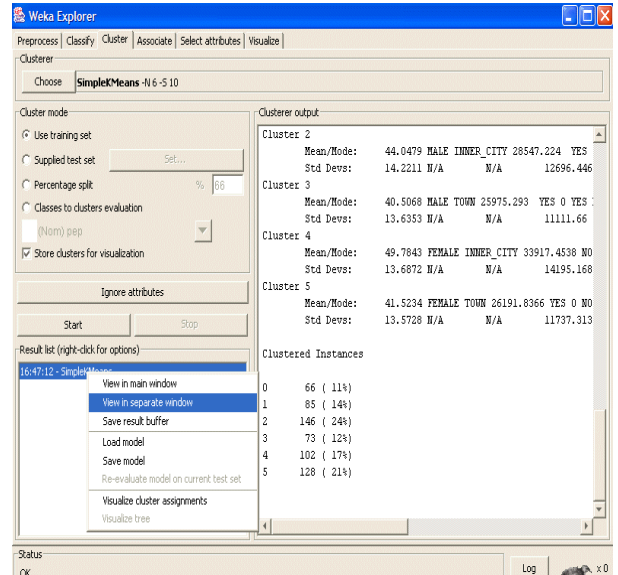 Weka Explorer
Preprocess Classify Cluster Associate Select attributes Visualize
Clusterer
Choose SimpleKMeans -N 6 -S 10
Cluster mode
Use training set
Supplied test set Set...
Percentage split % 66
Classes to clusters evaluation
(Nom) pep
Store clusters for visualization
Ignore attributes
Start Stop
Result list (right-click for options)
16:47:12 - SimpleKMeans
View in main window
View in separate window
Save result buffer
Load model
Save model
Re-evaluate model on current test set
Visualize cluster assignments
Visualize tree
Clusterer output
Cluster 2
Mean/Mode: 44.0479 MALE INNER_CITY 28547.224 YES
Std Devs: 14.2211 N/A N/A 12696.446
Cluster 3
Mean/Mode: 40.5068 MALE TOWN 25975.293 YES 0 YES
Std Devs: 13.6353 N/A N/A 11111.66
Cluster 4
Mean/Mode: 49.7843 FEMALE INNER_CITY 33917.4538 NO
Std Devs: 13.6872 N/A N/A 14195.168
Cluster 5
Mean/Mode: 41.5234 FEMALE TOWN 26191.8366 YES 0 NO
Std Devs: 13.5728 N/A N/A 11737.313
Clustered Instances
0 66 ( 11%)
1 85 ( 14%)
2 146 ( 24%)
3 73 ( 12%)
4 102 ( 17%)
5 128 ( 21%)
Status
OK
Log x 0